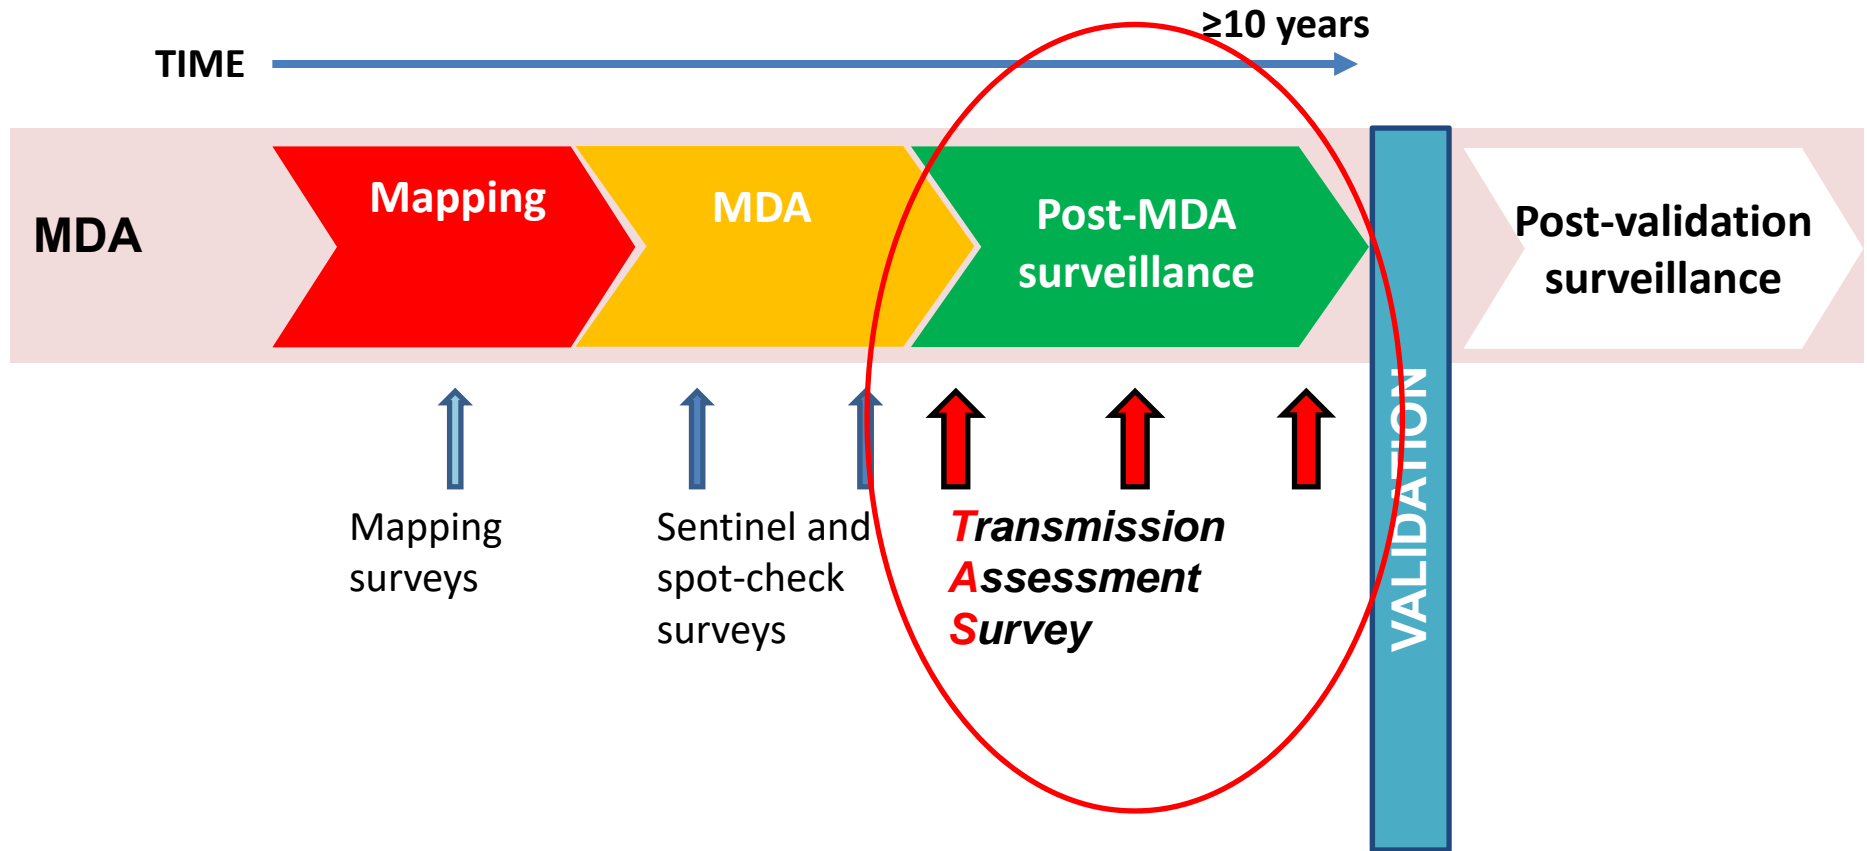 ≥10 years
TIME
MDA
Mapping
MDA
Post-MDA
surveillance
Post-validation
surveillance
VALIDATION
Mapping
surveys
Sentinel and
spot-check
surveys
Transmission
Assessment
Survey